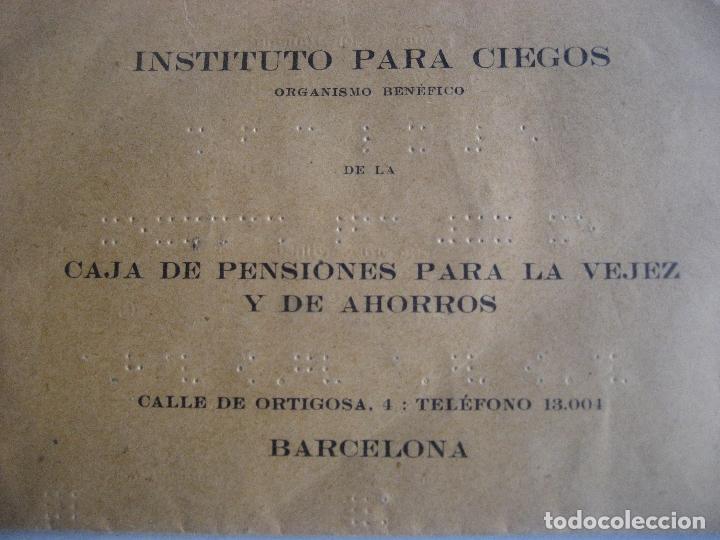 INSTITUTO PARA CIEGOS
ORGANISMO BENÉFICO
DE LA
CAJA DE PENSIONES PARA LA VEJEZ
Y DE AHORROS
CALLE DE ORTIGOSA, 4 : TELÉFONO 13.004
BARCELONA
todocoleccion